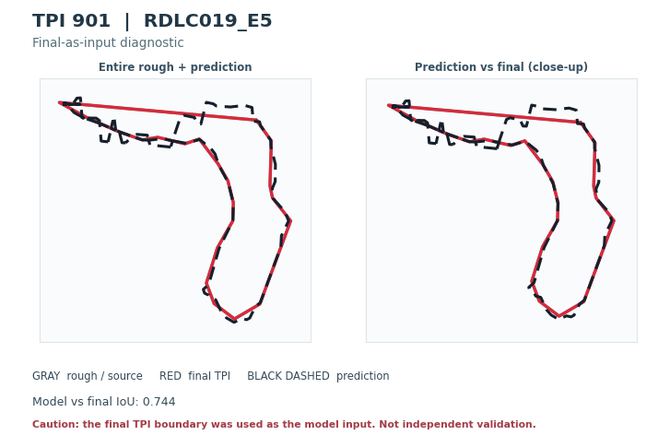 TPI 901 | RDLC019_E5
Final-as-input diagnostic
Entire rough + prediction
Prediction vs final (close-up)
GRAY rough / source RED final TPI BLACK DASHED prediction
Model vs final IoU: 0.744
Caution: the final TPI boundary was used as the model input. Not independent validation.